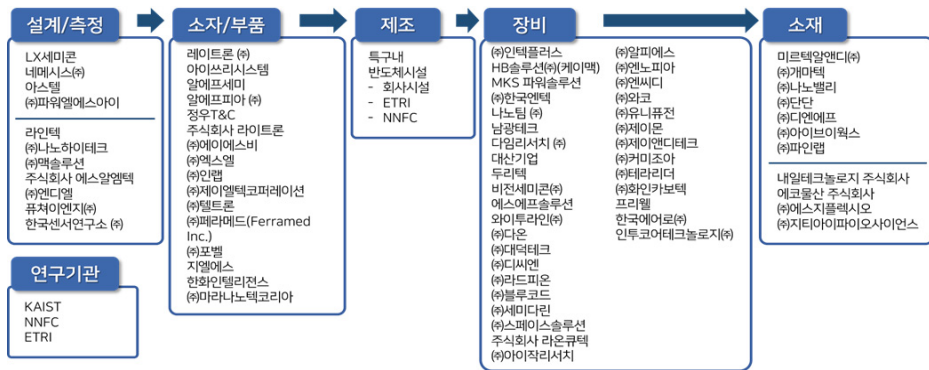 설계/측정
LX세미콘
네메시스㈜
아스텔
㈜파워엘에스아이
라인텍
㈜나노하이테크
㈜맥솔루션
주식회사 에스알엠텍
㈜엔디엘
퓨쳐이엔지㈜
한국센서연구소 ㈜
연구기관
KAIST
NNFC
ETRI
소자/부품
레이트론 ㈜
아이쓰리시스템
알에프세미
알에프피아 ㈜
정우T&C
주식회사 라이트론
㈜에이에스비
㈜엑스엘
㈜인랩
㈜제이엘텍코퍼레이션
㈜텔트론
㈜페라메드(Ferramed
Inc.)
㈜포벨
지엘에스
한화인텔리젼스
㈜마라나노텍코리아
제조
특구내
반도체시설
- 회사시설
- ETRI
- NNFC
장비
㈜인텍플러스
HB솔루션㈜(케이맥)
MKS 파워솔루션
㈜한국엔텍
나노팀 ㈜
남광테크
다임리서치 ㈜
대산기업
두리텍
비전세미콘㈜
에스에프솔루션
와이투라인㈜
㈜다온
㈜대덕테크
㈜디씨엔
㈜라드피온
㈜블루코드
㈜세미다린
㈜스페이스솔루션
주식회사 라온큐텍
㈜아이작리서치
㈜알피에스
㈜엔노피아
㈜엔씨디
㈜와코
㈜유니퓨전
㈜제이몬
㈜제이앤디테크
㈜커미조아
㈜테라리더
㈜화인카보텍
프리웰
한국에어로㈜
인투코어테크놀로지㈜
소재
미르텍알앤디㈜
㈜개마텍
㈜나노밸리
㈜단단
㈜디엔에프
㈜아이브이웍스
㈜파인랩
내일테크놀로지 주식회사
에코물산 주식회사
㈜에스지플렉시오
㈜지티아이파이오사이언스